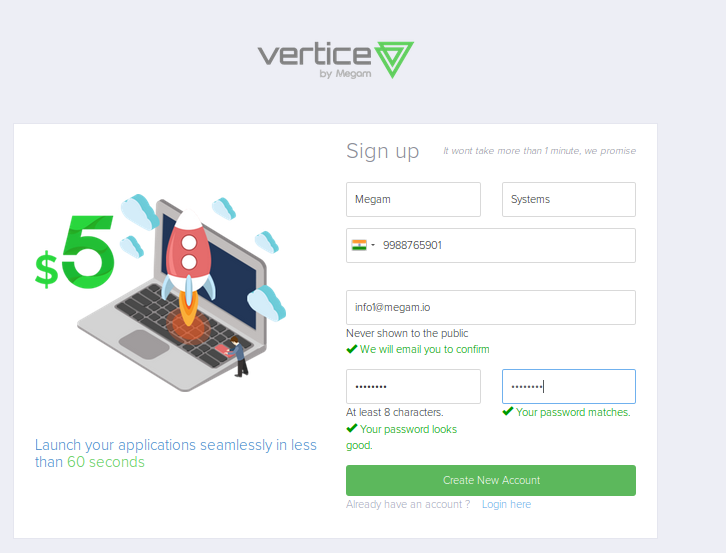 vertice
by Megam
Sign up
It wont take more than 1 minute, we promise
Megam
Systems
9988765901
$5
info1@megam.io
Never shown to the public
We will email you to confirm
••••••••
••••••••
At least 8 characters.
Your password matches.
Your password looks
good.
Launch your applications seamlessly in less
than 60 seconds
Create New Account
Already have an account ? Login here